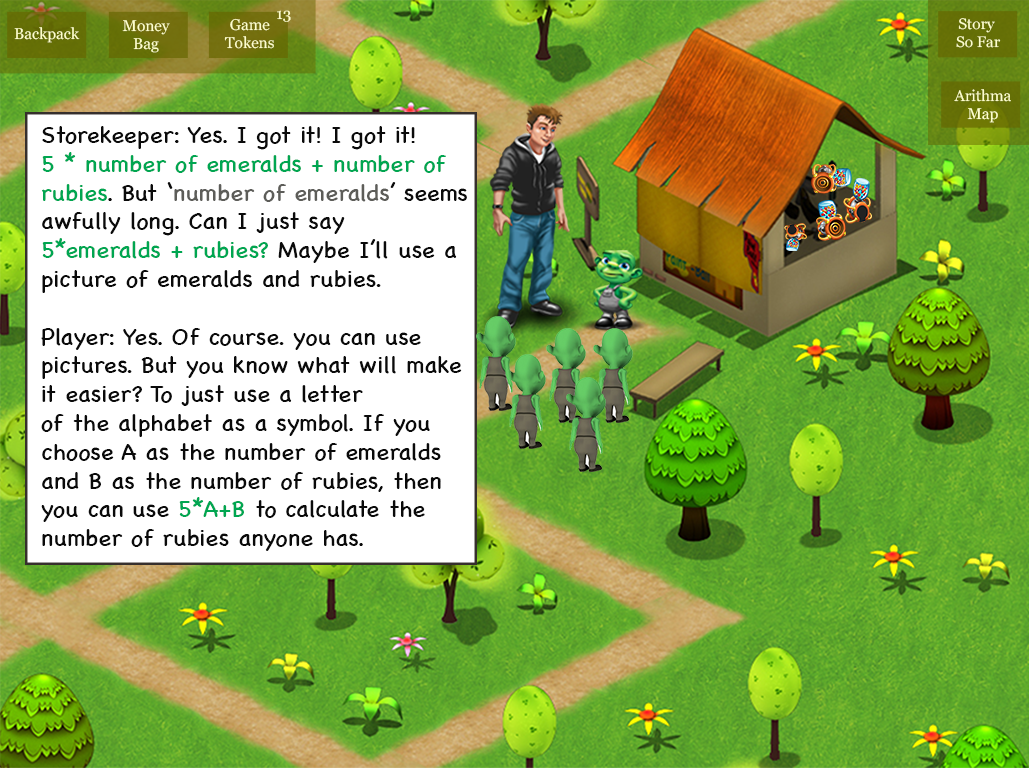 Backpack
Money
Bag
Game 13
Tokens
Story
So Far
Arithma
Map
Storekeeper: Yes. I got it! I got it!
5 * number of emeralds + number of
rubies. But ‘number of emeralds’ seems
awfully long. Can I just say
5*emeralds + rubies? Maybe I’ll use a
picture of emeralds and rubies.
Player: Yes. Of course. you can use
pictures. But you know what will make
it easier? To just use a letter
of the alphabet as a symbol. If you
choose A as the number of emeralds
and B as the number of rubies, then
you can use 5*A+B to calculate the
number of rubies anyone has.